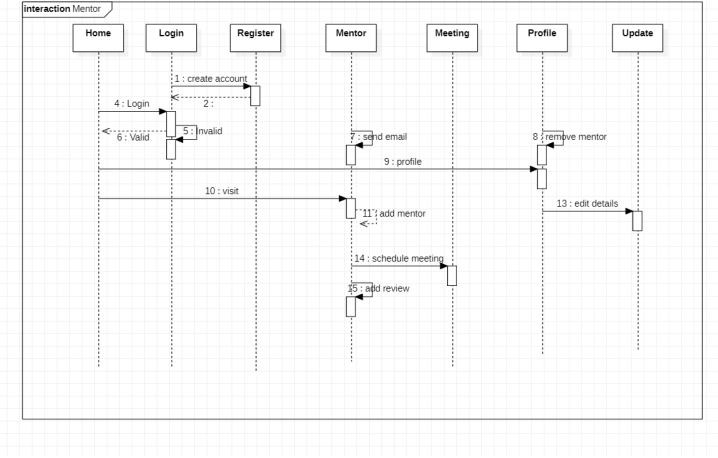 interaction Mentor
Home
Login
Register
Mentor
Meeting
Profile
Update
1 : create account
2 :
4 : Login
5 : Invalid
6 : Valid
7 : send email
8 : remove mentor
9 : profile
10 : visit
11 : add mentor
13 : edit details
14 : schedule meeting
15 : add review